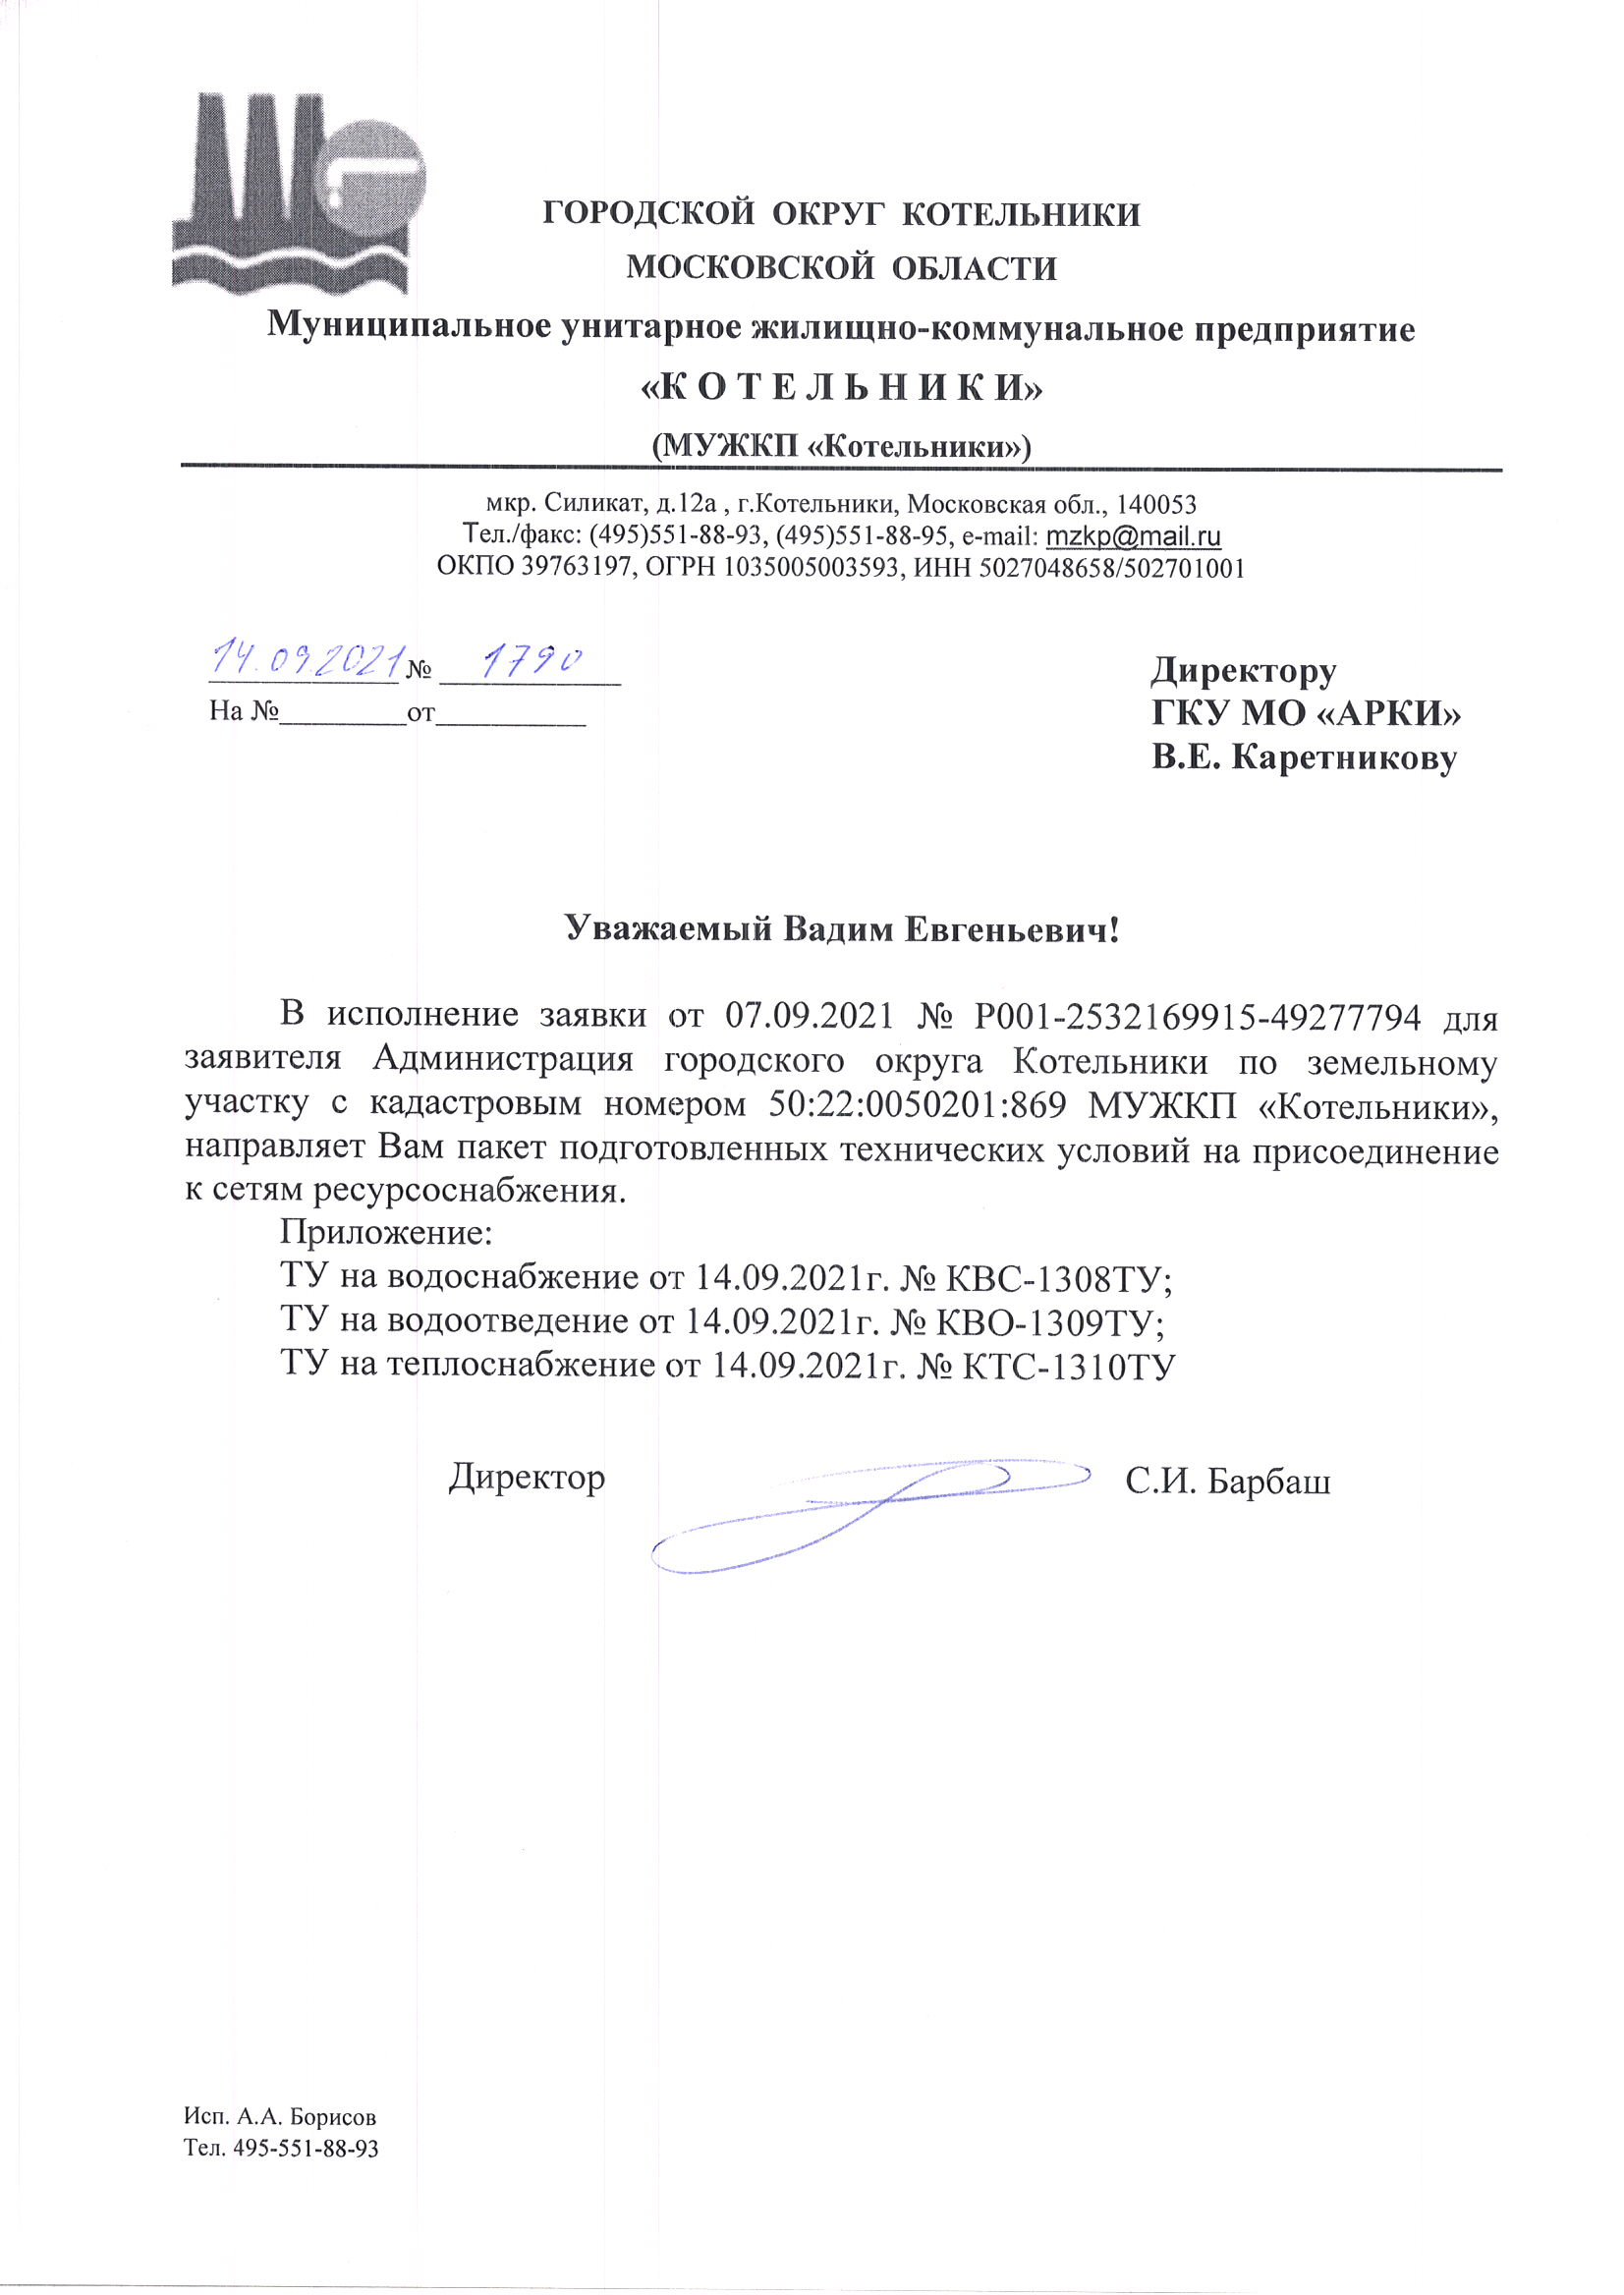 ГОРОДСКОЙ ОКРУГ КОТЕЛЬНИКИ
МОСКОВСКОЙ ОБЛАСТИ
Муниципальное унитарное жилищно-коммунальное предприятие
«К О Т Е Л Ь Н И К И»
(МУЖКП «Котельники»)
мкр. Силикат, д.12а , г.Котельники, Московская обл., 140053
Тел./факс: (495)551-88-93, (495)551-88-95, e-mail: mzkp@mail.ru
ОКПО 39763197, ОГРН 1035005003593, ИНН 5027048658/502701001
14.09.2021 № 1790
На №_________от___________
Директору
ГКУ МО «АРКИ»
В.Е. Каретникову
Уважаемый Вадим Евгеньевич!
В исполнение заявки от 07.09.2021 № Р001-2532169915-49277794 для
заявителя Администрация городского округа Котельники по земельному
участку с кадастровым номером 50:22:0050201:869 МУЖКП «Котельники»,
направляет Вам пакет подготовленных технических условий на присоединение
к сетям ресурсоснабжения.
Приложение:
ТУ на водоснабжение от 14.09.2021г. № КВС-1308ТУ;
ТУ на водоотведение от 14.09.2021г. № КВО-1309ТУ;
ТУ на теплоснабжение от 14.09.2021г. № КТС-1310ТУ
Директор С.И. Барбаш
Исп. А.А. Борисов
Тел. 495-551-88-93